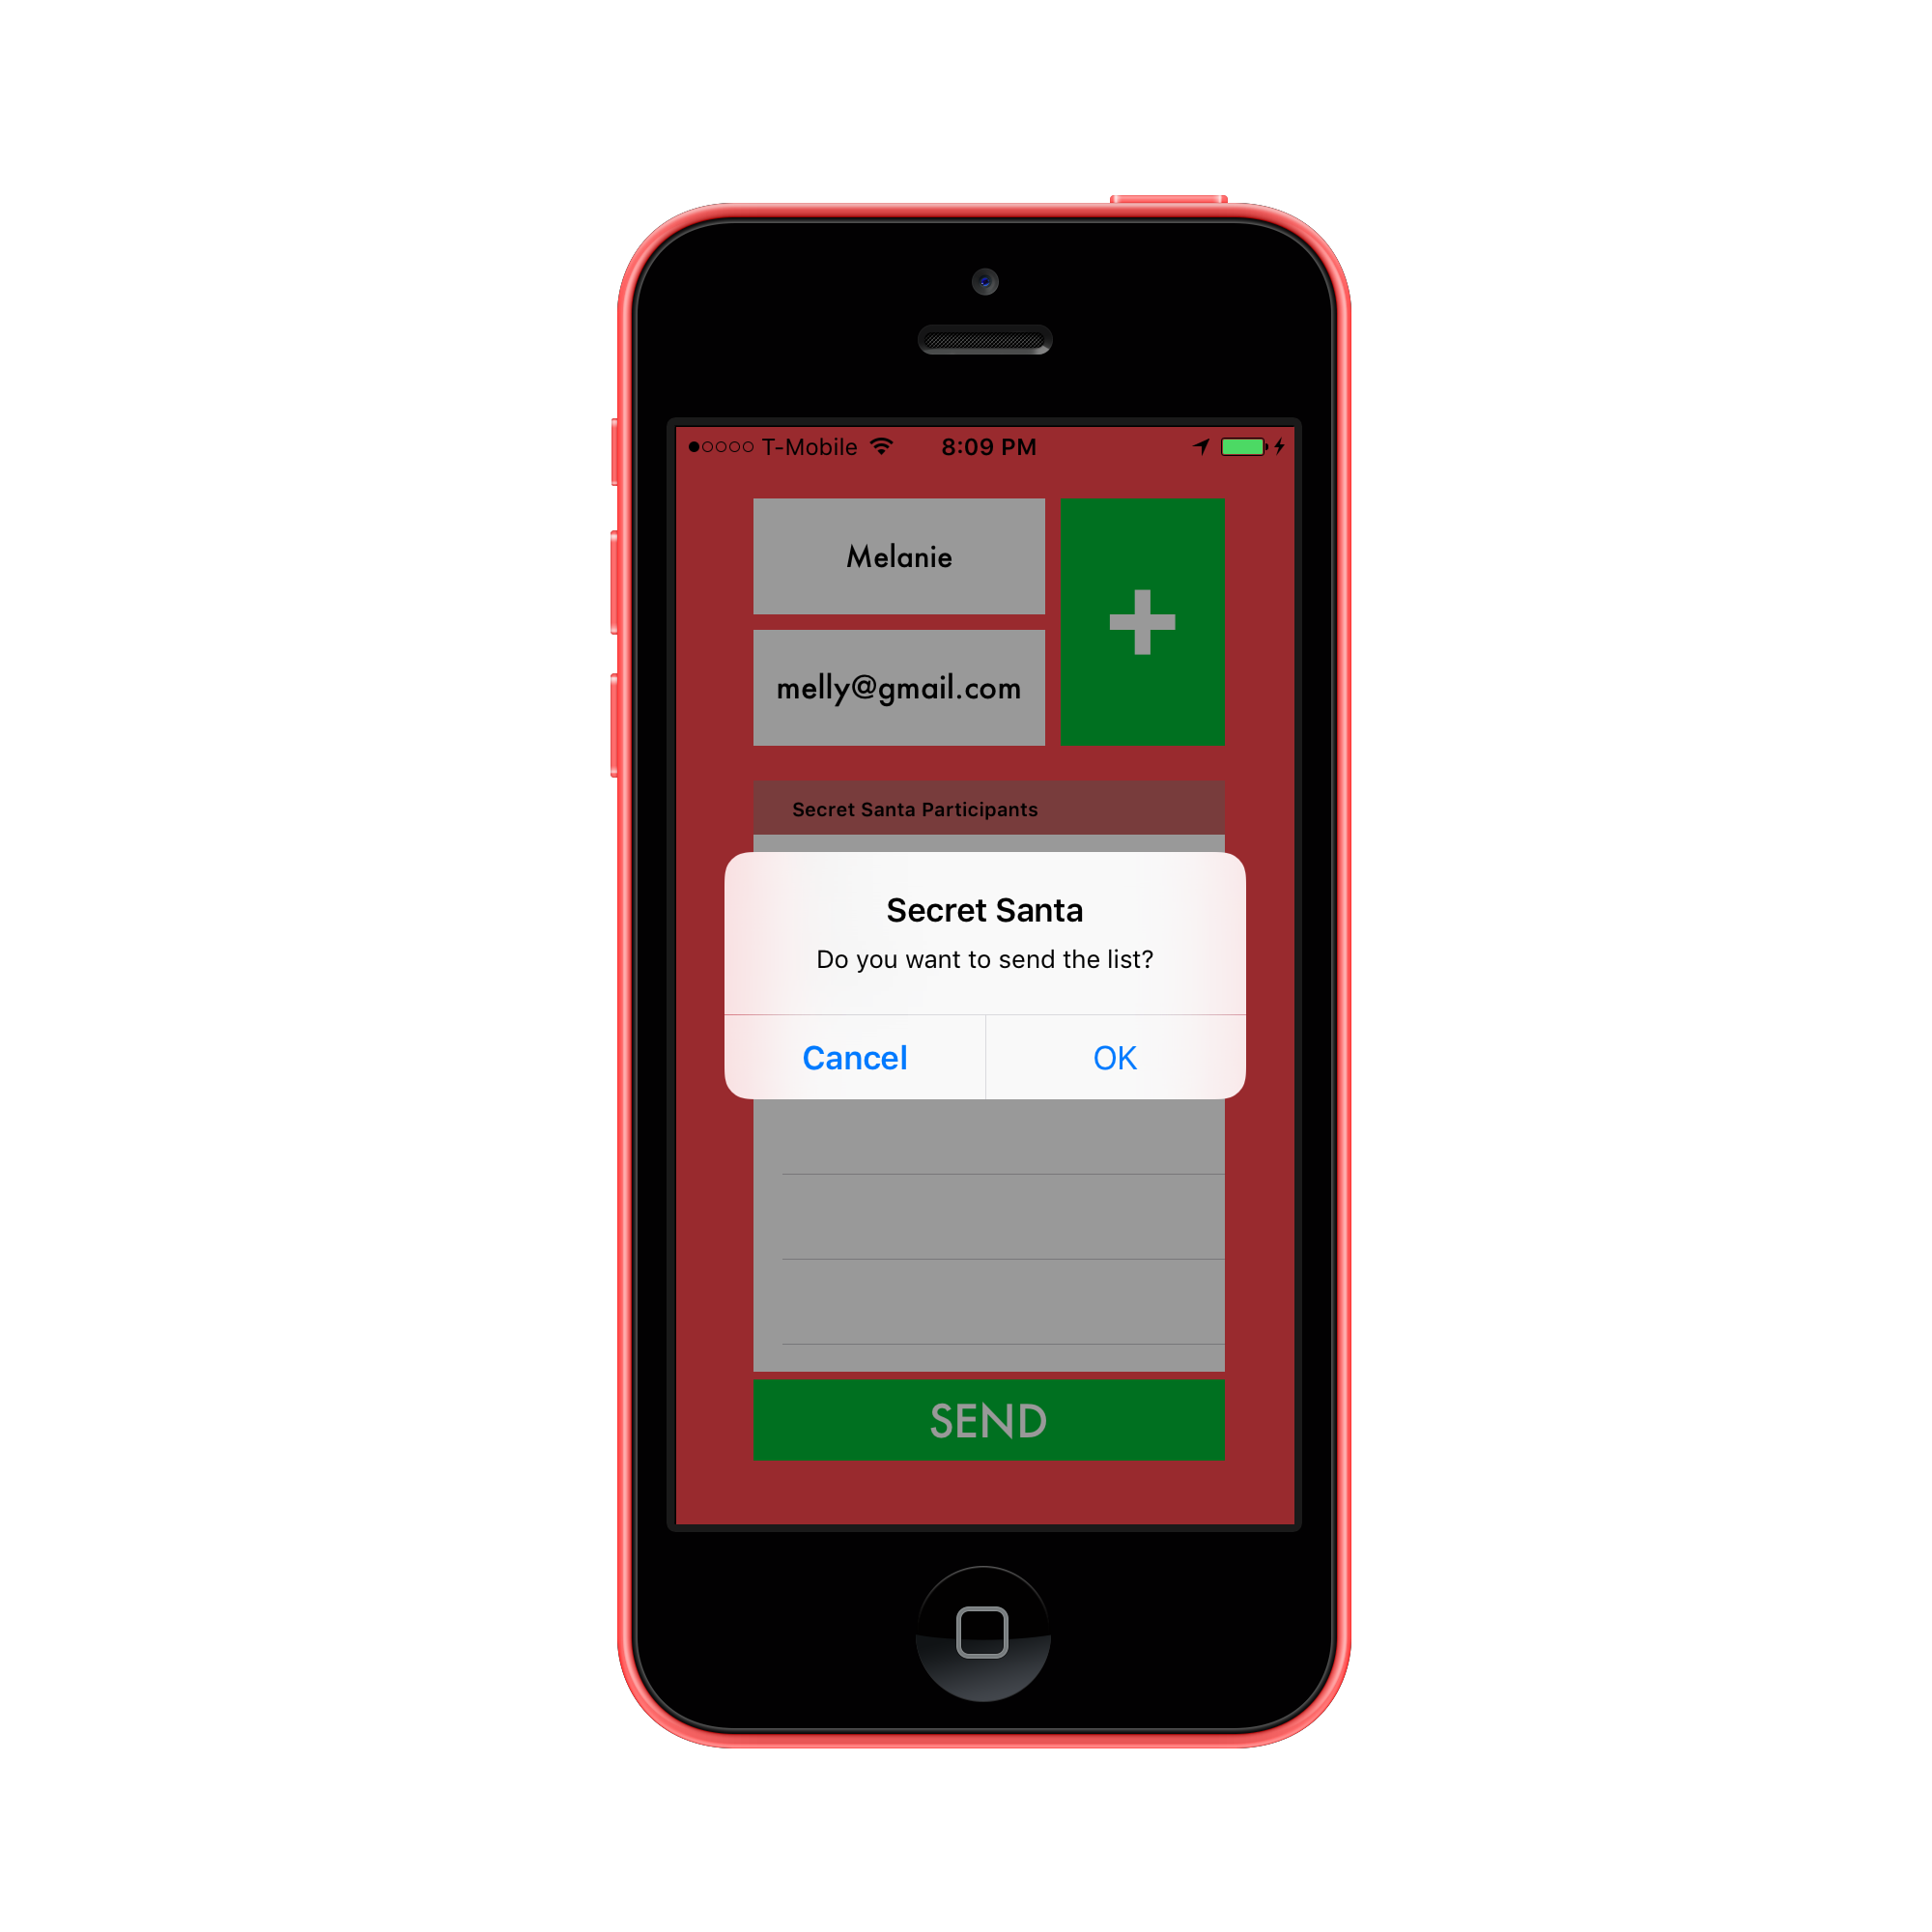 T-Mobile 8:09 PM
Melanie
+
melly@gmail.com
Secret Santa Participants
Secret Santa
Do you want to send the list?
Cancel OK
SEND